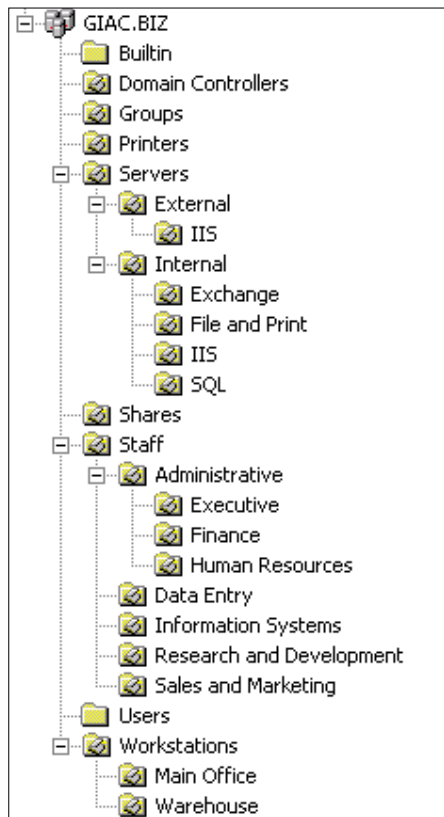 GIAC.BIZ
Builtin
Domain Controllers
Groups
Printers
Servers
External
IIS
Internal
Exchange
File and Print
IIS
SQL
Shares
Staff
Administrative
Executive
Finance
Human Resources
Data Entry
Information Systems
Research and Development
Sales and Marketing
Users
Workstations
Main Office
Warehouse